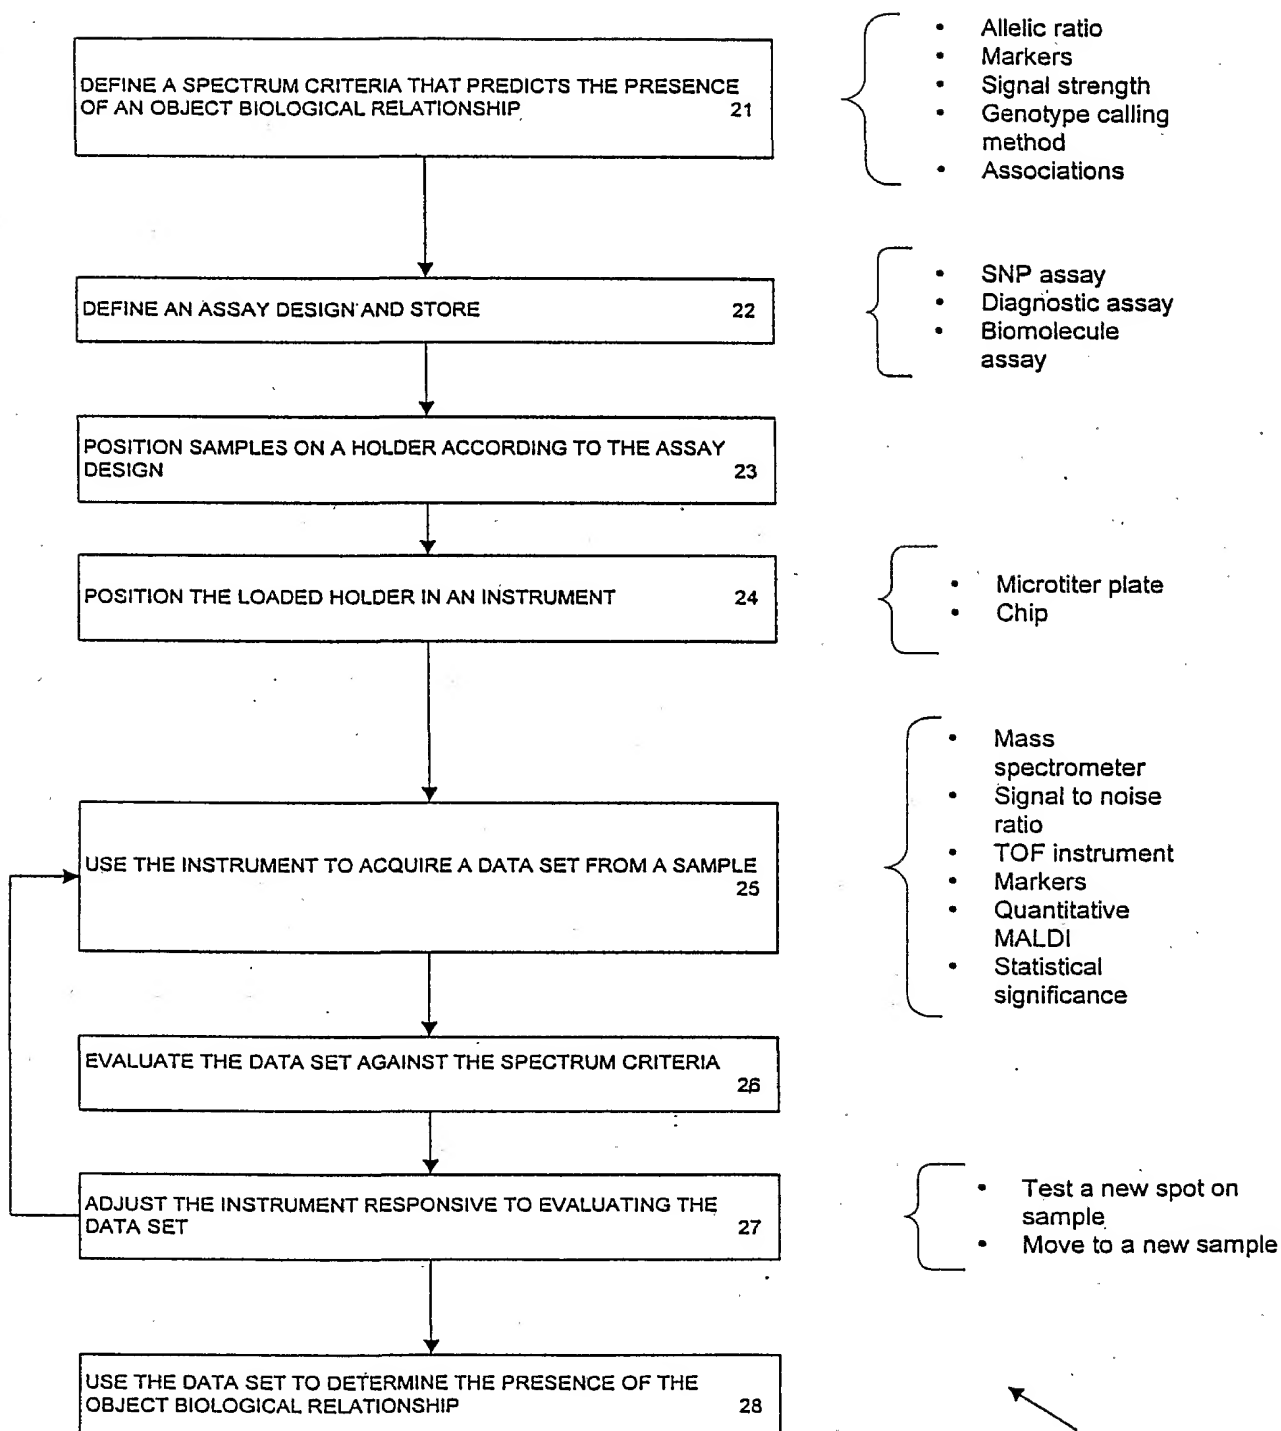 DEFINE A SPECTRUM CRITERIA THAT PREDICTS THE PRESENCE
OF AN OBJECT BIOLOGICAL RELATIONSHIP 21
• Allelic ratio
• Markers
• Signal strength
• Genotype calling
method
• Associations
DEFINE AN ASSAY DESIGN AND STORE 22
• SNP assay
• Diagnostic assay
• Biomolecule
assay
POSITION SAMPLES ON A HOLDER ACCORDING TO THE ASSAY
DESIGN 23
POSITION THE LOADED HOLDER IN AN INSTRUMENT 24
• Microtiter plate
• Chip
USE THE INSTRUMENT TO ACQUIRE A DATA SET FROM A SAMPLE
25
• Mass
spectrometer
• Signal to noise
ratio
• TOF instrument
• Markers
• Quantitative
MALDI
• Statistical
significance
EVALUATE THE DATA SET AGAINST THE SPECTRUM CRITERIA
26
ADJUST THE INSTRUMENT RESPONSIVE TO EVALUATING THE
DATA SET 27
• Test a new spot on
sample
• Move to a new sample
USE THE DATA SET TO DETERMINE THE PRESENCE OF THE
OBJECT BIOLOGICAL RELATIONSHIP 28